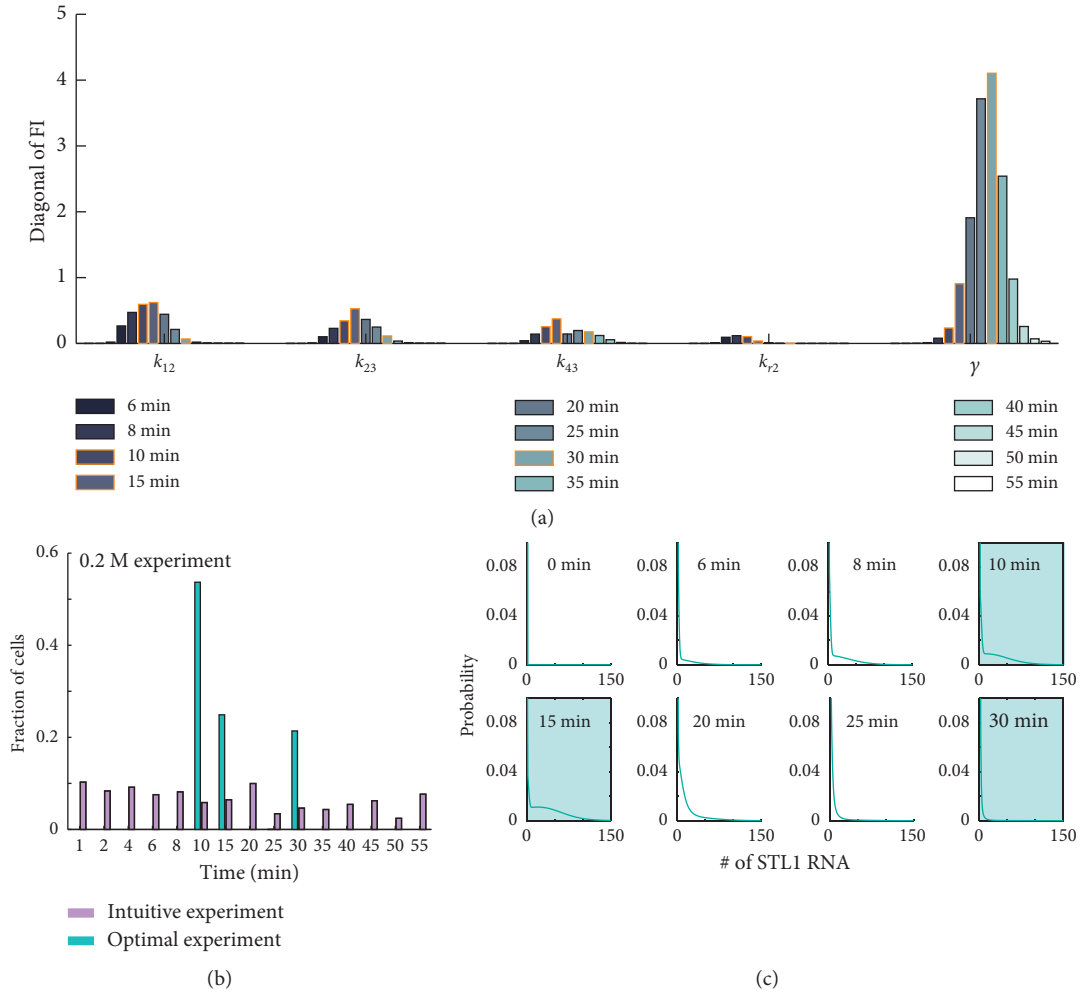 5
4
3
2
1
0
Diagonal of FI
k12 k23 k43 kr2 γ
6 min
8 min
10 min
15 min
20 min
25 min
30 min
35 min
40 min
45 min
50 min
55 min
(a)
0.2 M experiment
0.6
0.4
0.2
0
Fraction of cells
1 2 4 6 8 10 15 20 25 30 35 40 45 50 55
Time (min)
Intuitive experiment
Optimal experiment
(b)
Probability
0 min
0.08
0.04
0
0 150
6 min
0.08
0.04
0
0 150
8 min
0.08
0.04
0
0 150
10 min
0.08
0.04
0
0 150
15 min
0.08
0.04
0
0 150
20 min
0.08
0.04
0
0 150
25 min
0.08
0.04
0
0 150
30 min
0.08
0.04
0
0 150
# of STL1 RNA
(c)